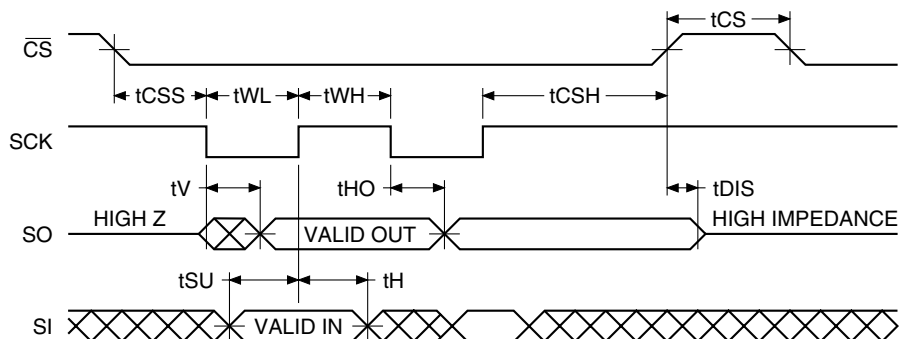 tCS
C̅S̅
tCSS tWL tWH tCSH
SCK
tV tHO tDIS
HIGH Z VALID OUT HIGH IMPEDANCE
SO
tSU tH
SI VALID IN